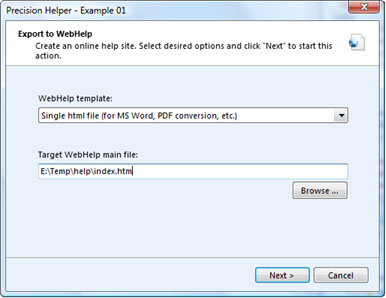 Precision Helper - Example 01
Export to WebHelp
Create an online help site. Select desired options and click "Next" to start this
action.
WebHelp template:
Single html file (for MS Word, PDF conversion, etc.)
Target WebHelp main file:
E:\Temp\help\index.htm
Browse ...
Next >
Cancel